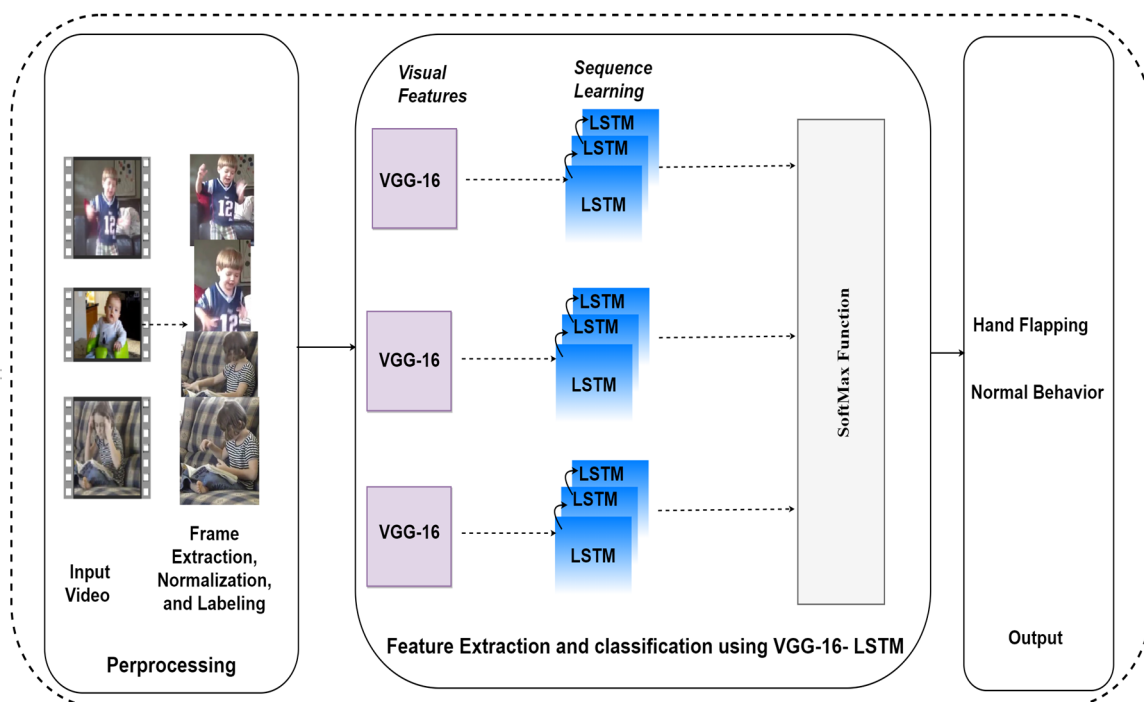 Input
Video
Frame
Extraction,
Normalization,
and Labeling
Perprocessing
Visual
Features
Sequence
Learning
VGG-16
LSTM
LSTM
LSTM
VGG-16
LSTM
LSTM
LSTM
VGG-16
LSTM
LSTM
LSTM
SoftMax Function
Feature Extraction and classification using VGG-16- LSTM
Hand Flapping
Normal Behavior
Output
12
12
12